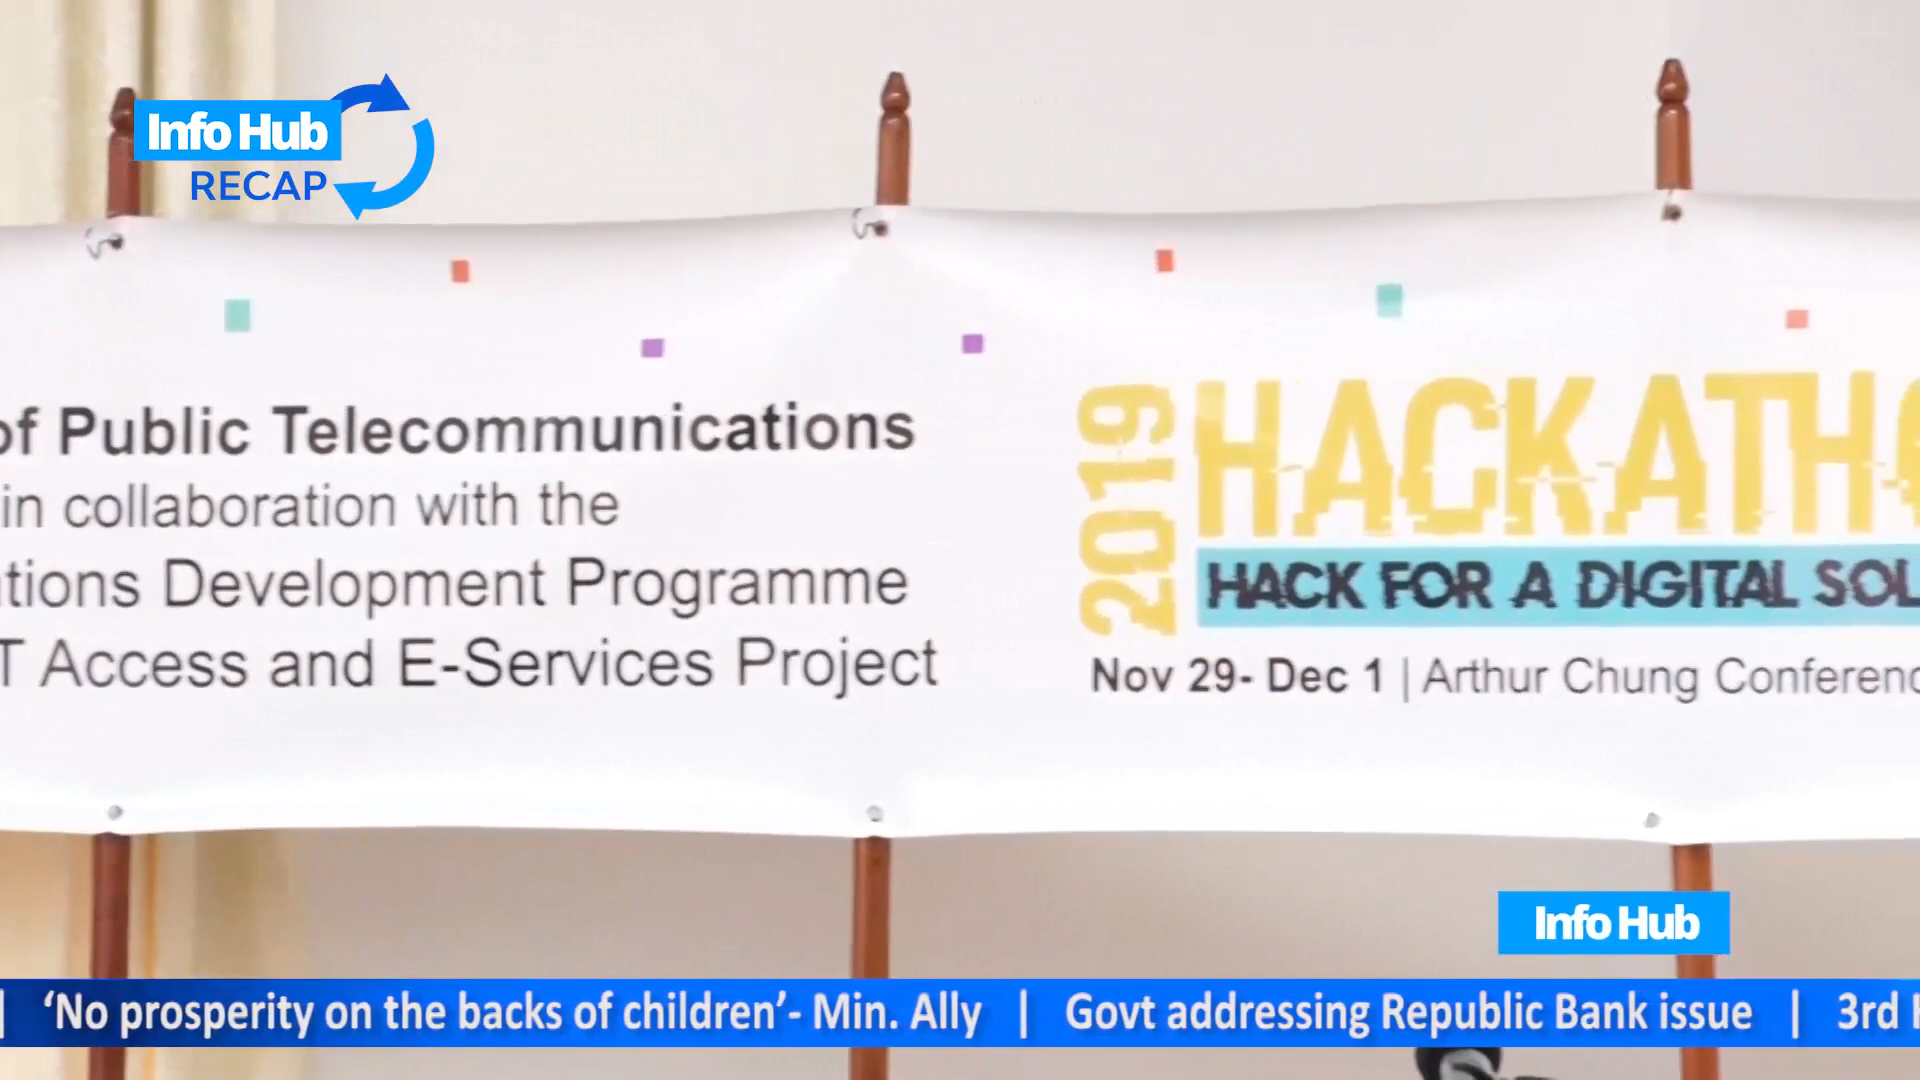 Info Hub
RECAP
of Public Telecommunications
in collaboration with the
tions Development Programme
T Access and E-Services Project
2019
HACKATHO
HACK FOR A DIGITAL SOL
Nov 29- Dec 1 | Arthur Chung Conferenc
Info Hub
| ‘No prosperity on the backs of children’- Min. Ally | Govt addressing Republic Bank issue | 3rd